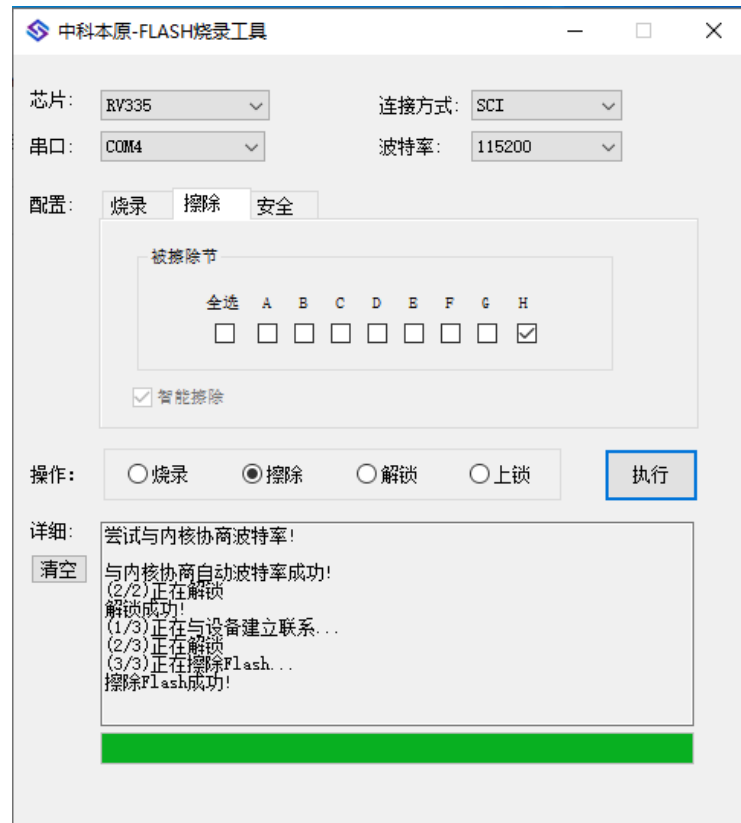 中科本原-FLASH烧录工具
芯片: RV335 连接方式: SCI
串口: COM4 波特率: 115200
配置: 烧录 擦除 安全
被擦除节
全选 A B C D E F G H
智能擦除
操作: 烧录 擦除 解锁 上锁 执行
详细:
清空
尝试与内核协商波特率!
与内核协商自动波特率成功!
(2/2)正在解锁
解锁成功!
(1/3)正在与设备建立联系...
(2/3)正在解锁
(3/3)正在擦除Flash...
擦除Flash成功!